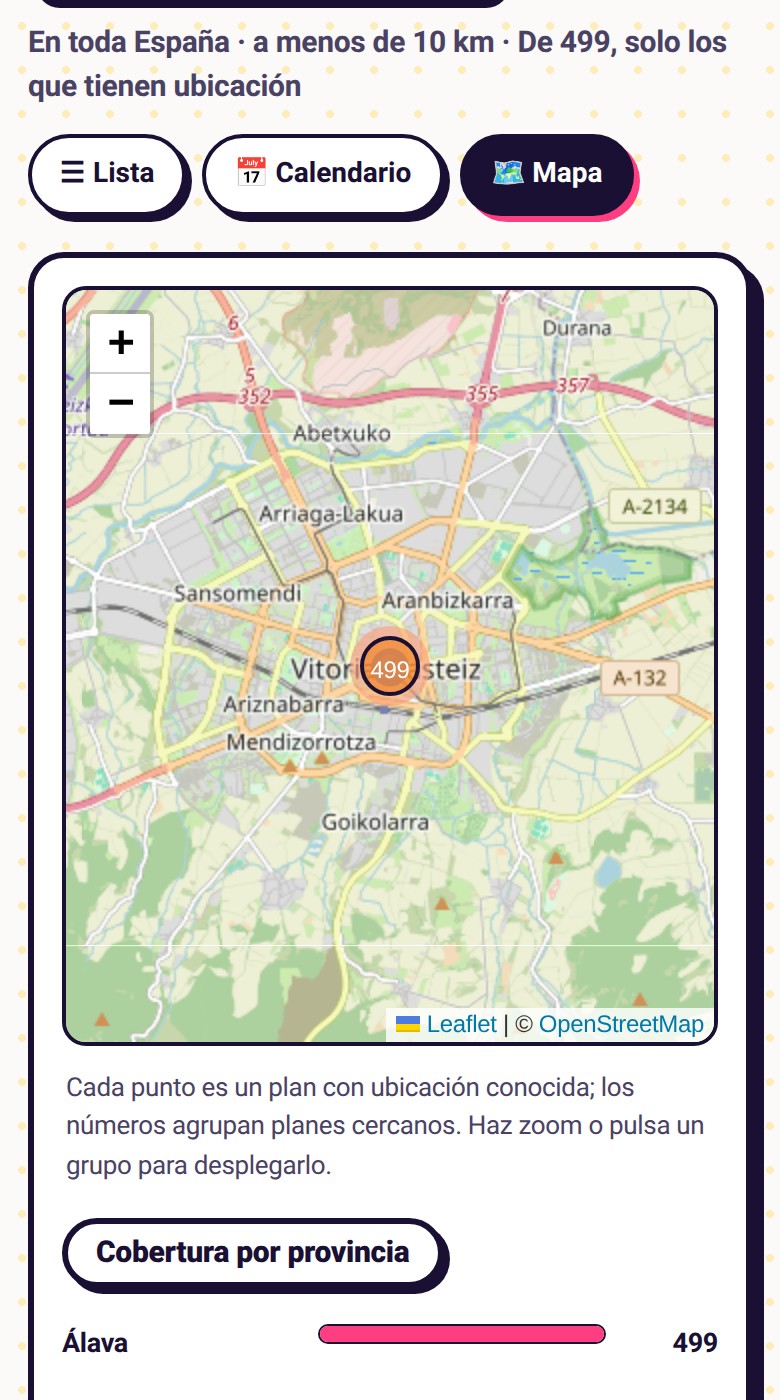 En toda España · a menos de 10 km · De 499, solo los
que tienen ubicación
☰ Lista
July
17
Calendario
Mapa
+
−
6
5
352
355
357
Durana
Abetxuko
A-2134
Arriaga-Lakua
Sansomendi
Aranbizkarra
499
steiz
A-132
Ariznabarra
Mendizorrotza
Goikolarra
Leaflet | © OpenStreetMap
Cada punto es un plan con ubicación conocida; los
números agrupan planes cercanos. Haz zoom o pulsa un
grupo para desplegarlo.
Cobertura por provincia
Álava 499